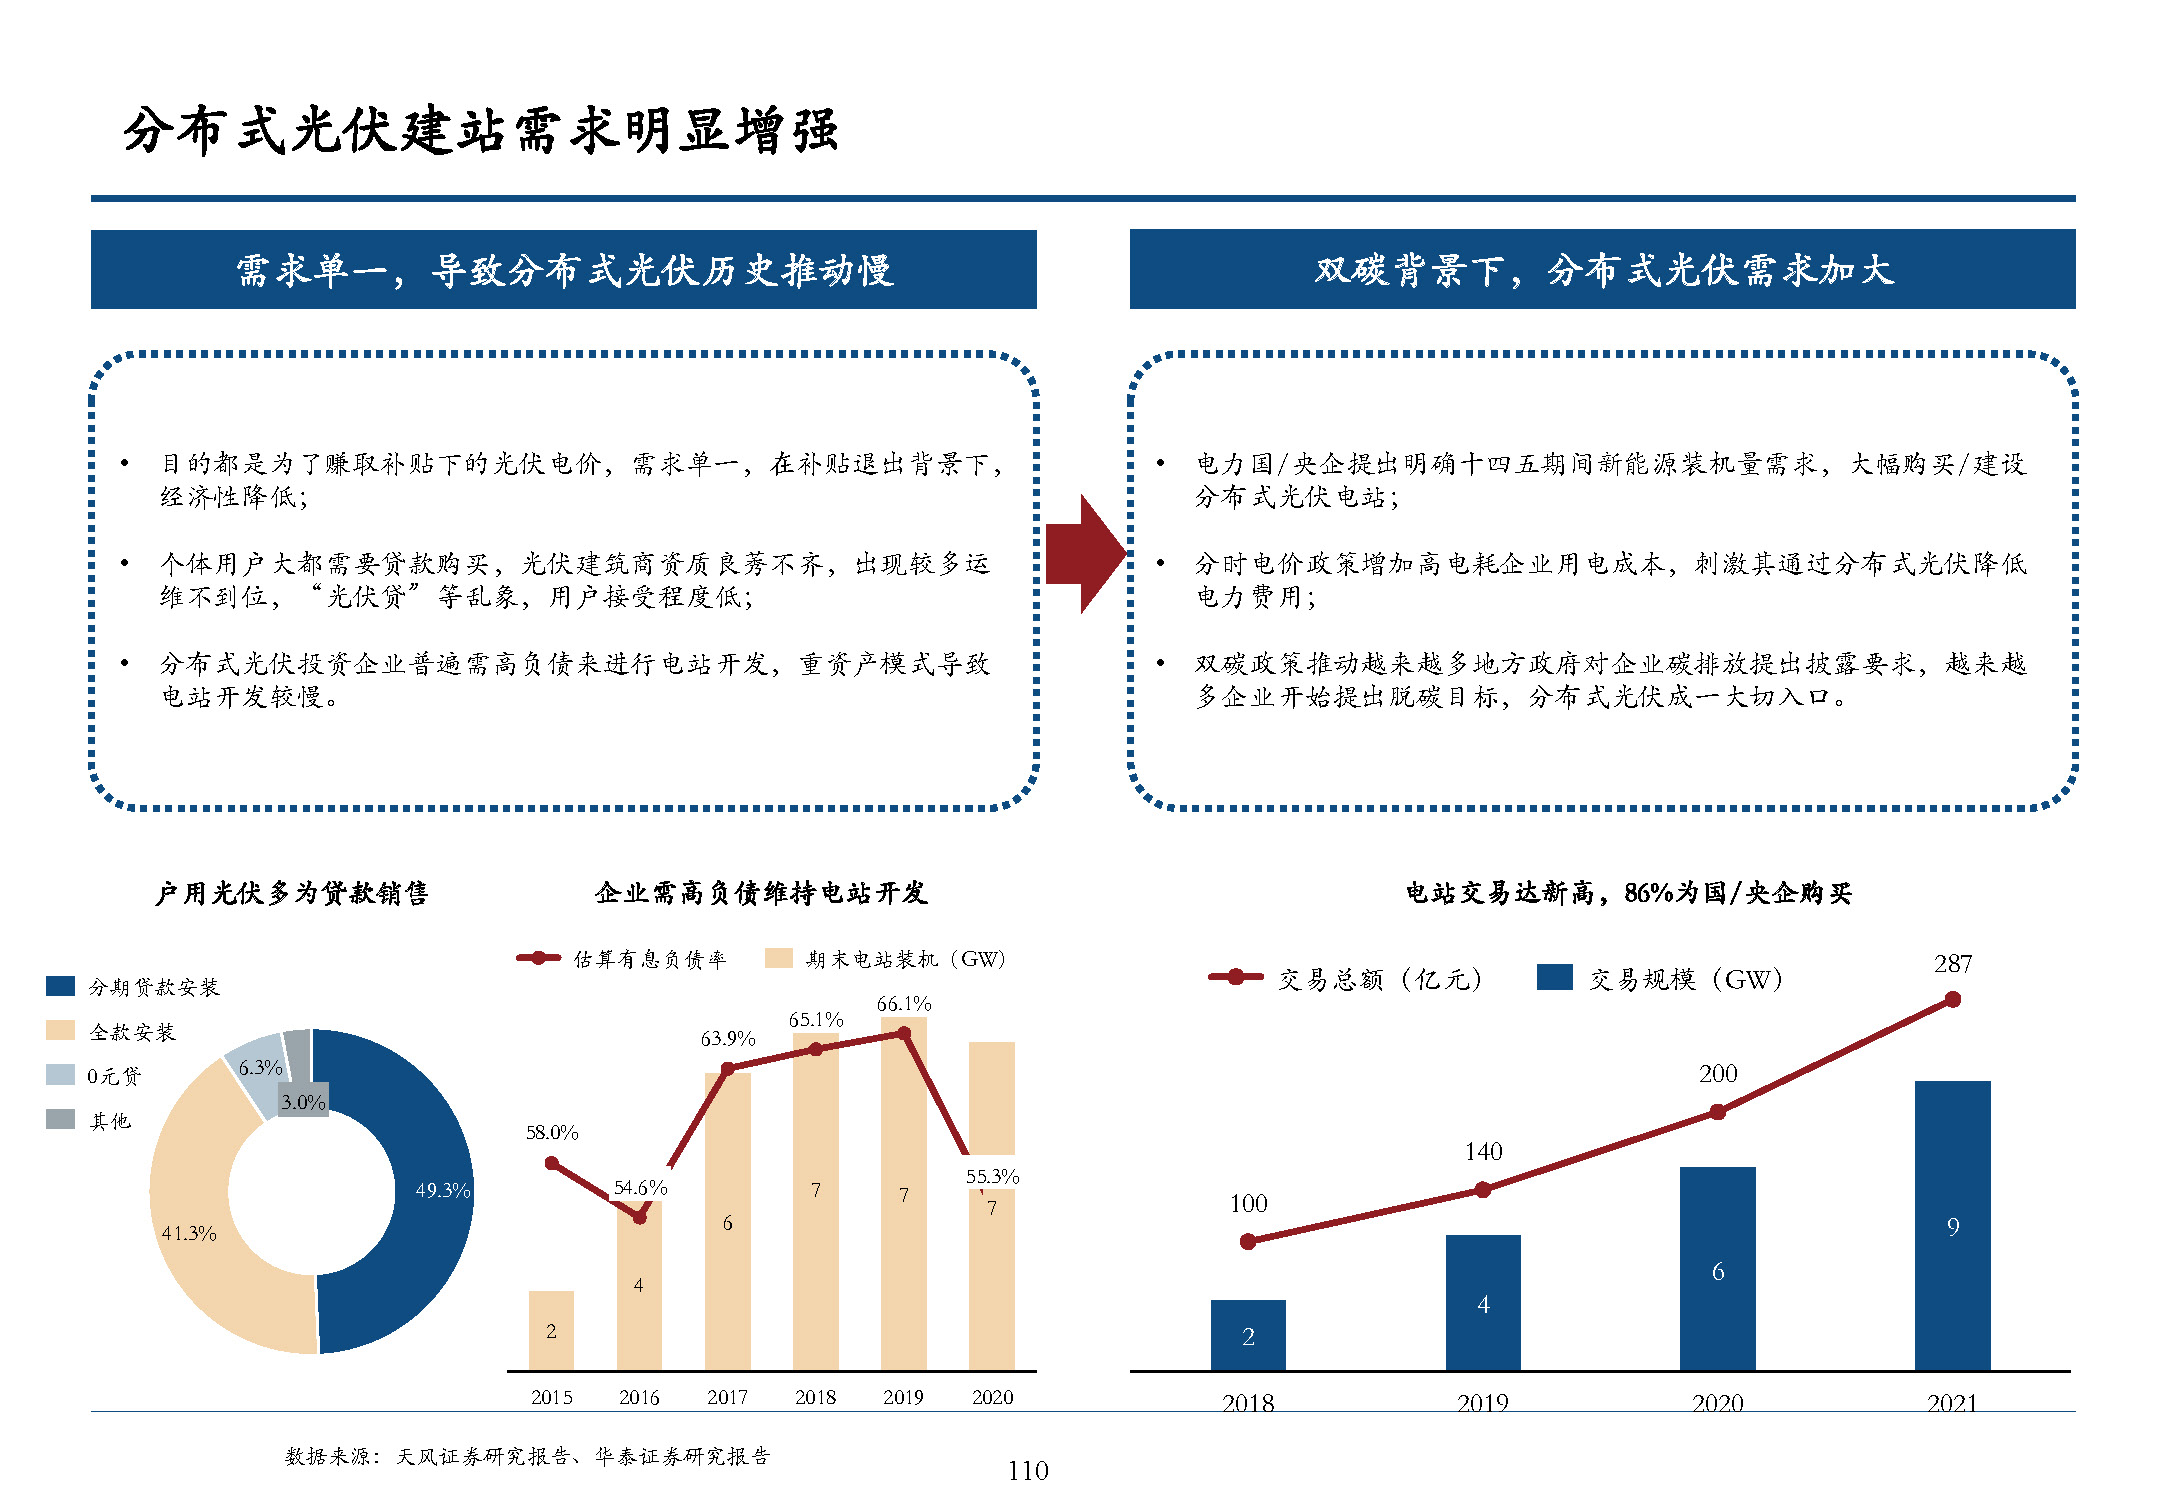 分布式光伏建站需求明显增强
需求单一，导致分布式光伏历史推动慢
• 目的都是为了赚取补贴下的光伏电价，需求单一，在补贴退出背景下，
经济性降低；
• 个体用户大都需要贷款购买，光伏建筑商资质良莠不齐，出现较多运
维不到位，“光伏贷”等乱象，用户接受程度低；
• 分布式光伏投资企业普遍需高负债来进行电站开发，重资产模式导致
电站开发较慢。
双碳背景下，分布式光伏需求加大
• 电力国/央企提出明确十四五期间新能源装机量需求，大幅购买/建设
分布式光伏电站；
• 分时电价政策增加高电耗企业用电成本，刺激其通过分布式光伏降低
电力费用；
• 双碳政策推动越来越多地方政府对企业碳排放提出披露要求，越来越
多企业开始提出脱碳目标，分布式光伏成一大切入口。
户用光伏多为贷款销售
分期贷款安装
全款安装
0元贷
其他
6.3%
3.0%
49.3%
41.3%
企业需高负债维持电站开发
估算有息负债率
期末电站装机（GW）
58.0%
54.6%
63.9%
65.1%
66.1%
55.3%
2
4
6
7
7
7
2015
2016
2017
2018
2019
2020
电站交易达新高，86%为国/央企购买
交易总额（亿元）
交易规模（GW）
100
140
200
287
2
4
6
9
2018
2019
2020
2021
数据来源：天风证券研究报告、华泰证券研究报告
110